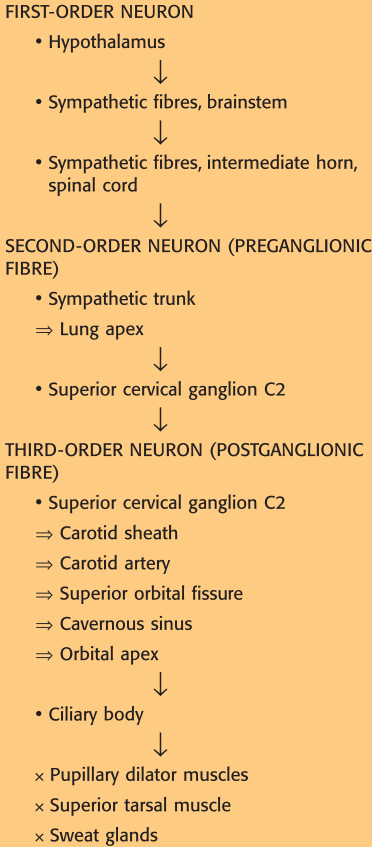 FIRST-ORDER NEURON
• Hypothalamus
↓
• Sympathetic fibres, brainstem
↓
• Sympathetic fibres, intermediate horn,
spinal cord
↓
SECOND-ORDER NEURON (PREGANGLIONIC
FIBRE)
• Sympathetic trunk
⇒ Lung apex
↓
• Superior cervical ganglion C2
↓
THIRD-ORDER NEURON (POSTGANGLIONIC
FIBRE)
• Superior cervical ganglion C2
⇒ Carotid sheath
⇒ Carotid artery
⇒ Superior orbital fissure
⇒ Cavernous sinus
⇒ Orbital apex
↓
• Ciliary body
↓
× Pupillary dilator muscles
× Superior tarsal muscle
× Sweat glands